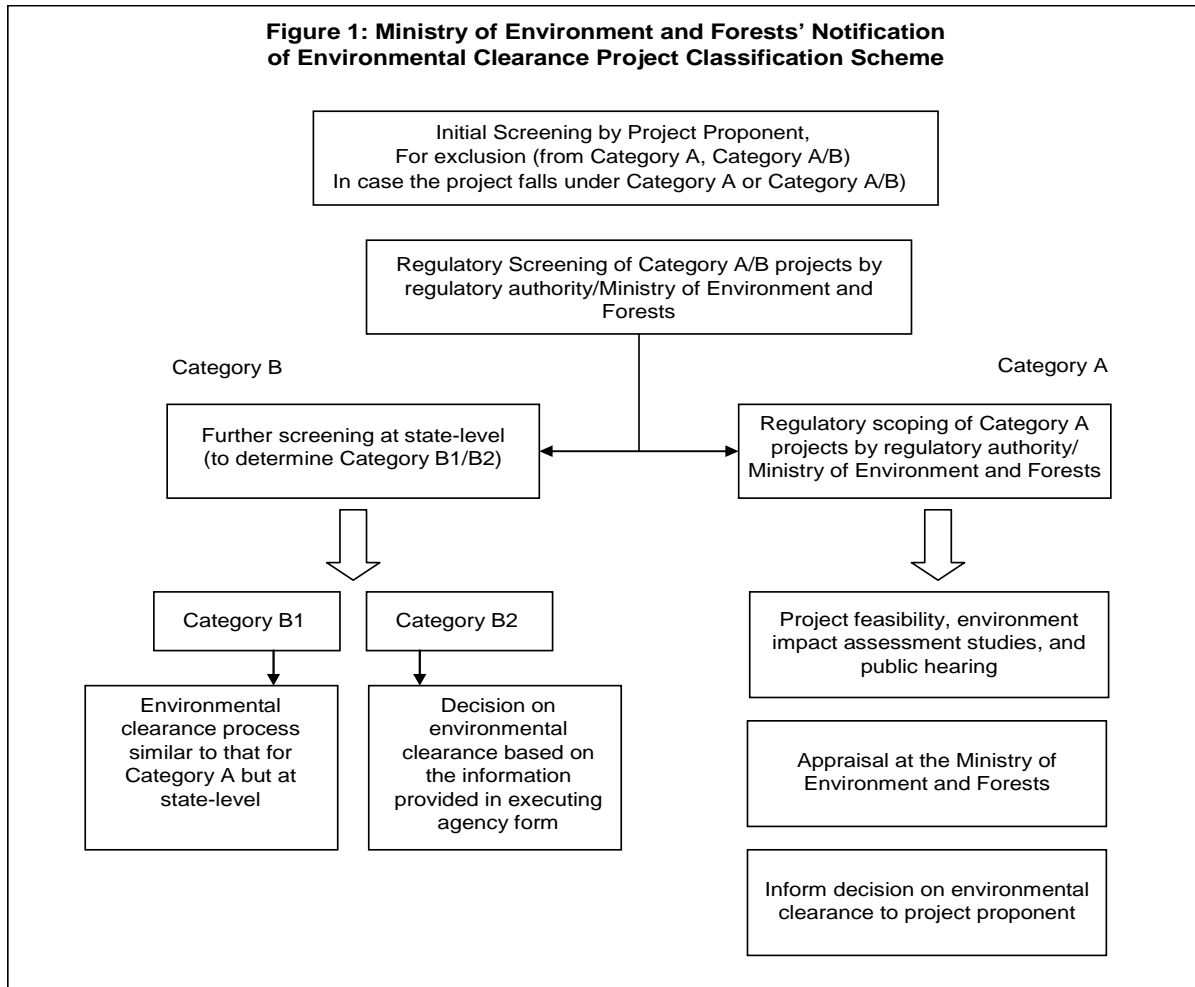 Figure 1: Ministry of Environment and Forests’ Notification
of Environmental Clearance Project Classification Scheme
Initial Screening by Project Proponent,
For exclusion (from Category A, Category A/B)
In case the project falls under Category A or Category A/B)
Regulatory Screening of Category A/B projects by
regulatory authority/Ministry of Environment and
Forests
Category B
Category A
Further screening at state-level
(to determine Category B1/B2)
Regulatory scoping of Category A
projects by regulatory authority/
Ministry of Environment and Forests
Category B1
Category B2
Environmental
clearance process
similar to that for
Category A but at
state-level
Decision on
environmental
clearance based on
the information
provided in executing
agency form
Project feasibility, environment
impact assessment studies, and
public hearing
Appraisal at the Ministry of
Environment and Forests
Inform decision on environmental
clearance to project proponent